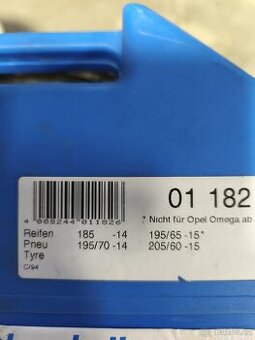 01 182
4 008244 011826
* Nicht für Opel Omega ab
Reifen 185 -14 195/65 -15*
Pneu 195/70 -14 205/60 -15
Tyre
C/94